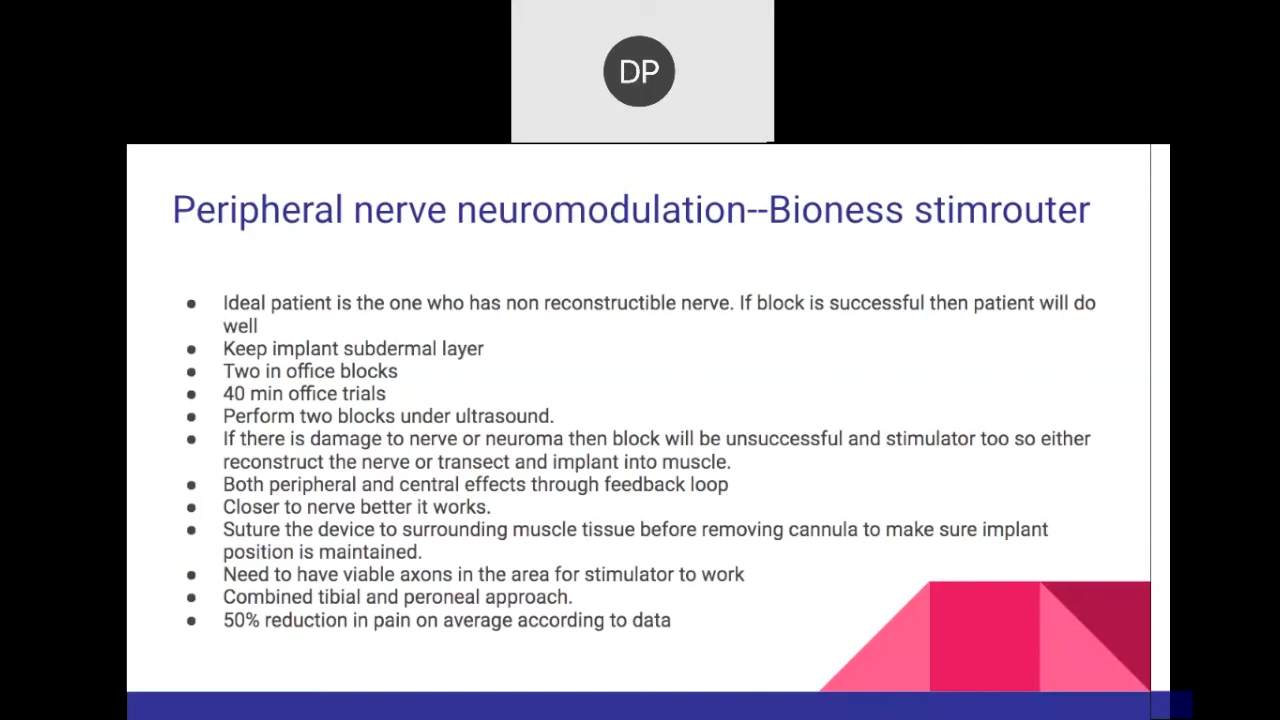 DP
Peripheral nerve neuromodulation--Bioness stimrouter
● Ideal patient is the one who has non reconstructible nerve. If block is successful then patient will do
well
● Keep implant subdermal layer
● Two in office blocks
● 40 min office trials
● Perform two blocks under ultrasound.
● If there is damage to nerve or neuroma then block will be unsuccessful and stimulator too so either
reconstruct the nerve or transect and implant into muscle.
● Both peripheral and central effects through feedback loop
● Closer to nerve better it works.
● Suture the device to surrounding muscle tissue before removing cannula to make sure implant
position is maintained.
● Need to have viable axons in the area for stimulator to work
● Combined tibial and peroneal approach.
● 50% reduction in pain on average according to data